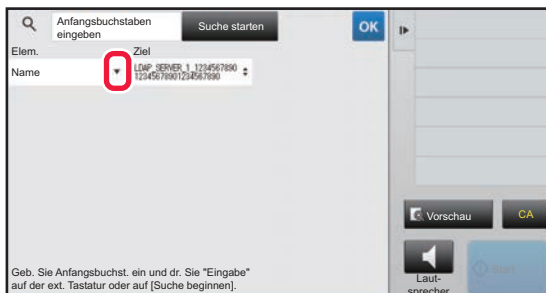 Anfangsbuchstaben
eingeben
Suche starten
OK
Elem.
Ziel
Name
LDAP_SERVER_1_1234567890
12345678901234567890
Vorschau
CA
Start
Laut-
sprecher
Geb. Sie Anfangsbuchst. ein und dr. Sie "Eingabe"
auf der ext. Tastatur oder auf [Suche beginnen].